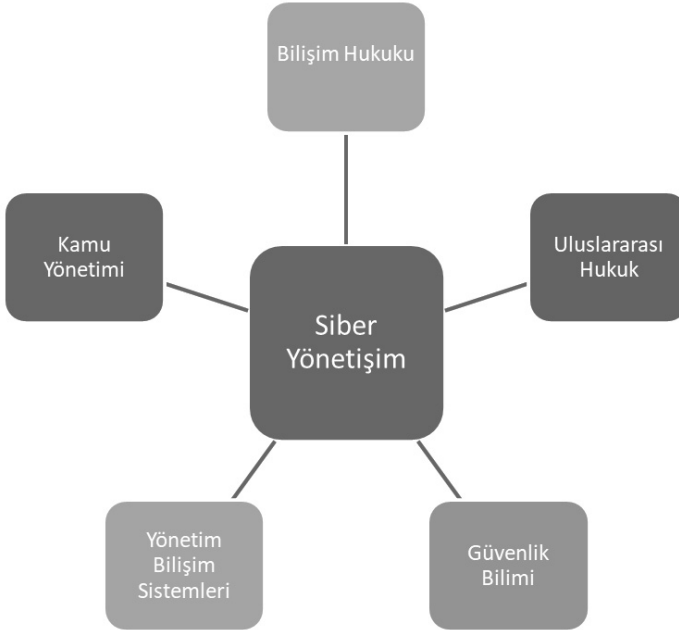 Bilişim Hukuku
Kamu
Yönetimi
Uluslararası
Hukuk
Siber
Yönetişim
Yönetim
Bilişim
Sistemleri
Güvenlik
Bilimi